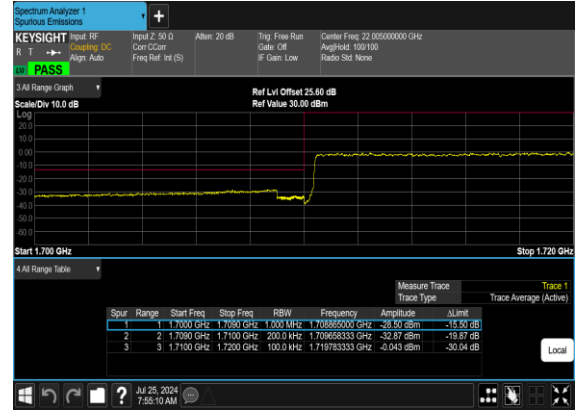 Spectrum Analyzer 1
Spurious Emissions
KEYSIGHT Input: RF Input Z: 50 Ω Atten: 20 dB Trig: Free Run Center Freq: 22.005000000 GHz
R T Coupling: DC Corr CCorr Gate: Off Avg|Hold: 100/100
Align: Auto Freq Ref: Int (S) IF Gain: Low Radio Std: None
PASS
3 All Range Graph
Ref Lvl Offset 25.60 dB
Scale/Div 10.0 dB Ref Value 30.00 dBm
Log
20.0
10.0
0.00
-10.0
-20.0
-30.0
-40.0
-50.0
-60.0
Start 1.700 GHz Stop 1.720 GHz
4 All Range Table
Measure Trace Trace 1
Trace Type Trace Average (Active)
Spur Range Start Freq Stop Freq RBW Frequency Amplitude ΔLimit
1 1 1.7000 GHz 1.7090 GHz 1.000 MHz 1.708865000 GHz -28.50 dBm -15.50 dB
2 2 1.7090 GHz 1.7100 GHz 200.0 kHz 1.709658333 GHz -32.87 dBm -19.87 dB
3 3 1.7100 GHz 1.7200 GHz 100.0 kHz 1.719783333 GHz -0.043 dBm -30.04 dB
Local
Jul 25, 2024
7:55:10 AM